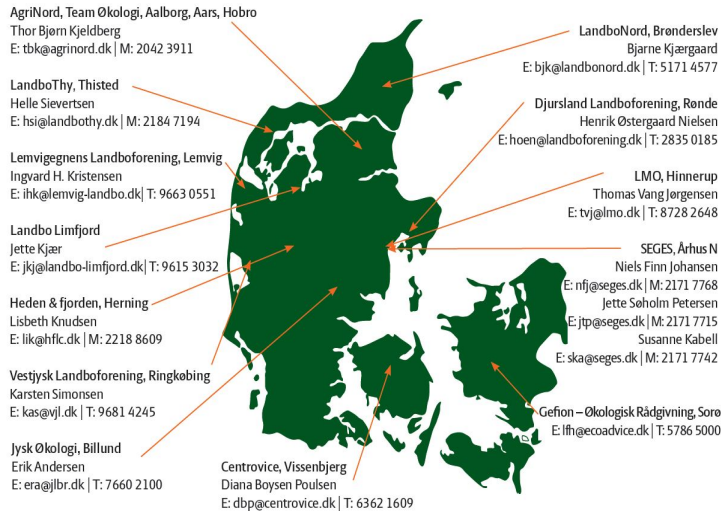 AgriNord, Team Økologi, Aalborg, Aars, Hobro
Thor Bjørn Kjeldberg
E: tbk@agrinord.dk | M: 2042 3911
LandboThy, Thisted
Helle Sievertsen
E: hsi@landbothy.dk | M: 2184 7194
Lemvigegnens Landboforening, Lemvig
Ingvard H. Kristensen
E: ihk@lemvig-landbo.dk| T: 9663 0551
Landbo Limfjord
Jette Kjær
E: jkj@landbo-limfjord.dk| T: 9615 3032
Heden & fjorden, Herning
Lisbeth Knudsen
E: lik@hflc.dk | M: 2218 8609
Vestjysk Landboforening, Ringkøbing
Karsten Simonsen
E: kas@vjl.dk | T: 9681 4245
Jysk Økologi, Billund
Erik Andersen
E: era@jlbr.dk | T: 7660 2100
Centrovice, Vissenbjerg
Diana Boysen Poulsen
E: dbp@centrovice.dk | T: 6362 1609
LandboNord, Brønderslev
Bjarne Kjærgaard
E: bjk@landbonord.dk | T: 5171 4577
Djursland Landboforening, Rønde
Henrik Østergaard Nielsen
E: hoen@landboforening.dk | T: 2835 0185
LMO, Hinnerup
Thomas Vang Jørgensen
E: tvj@lmo.dk | T: 8728 2648
SEGES, Århus N
Niels Finn Johansen
E: nfj@seges.dk | M: 2171 7768
Jette Søholm Petersen
E: jtp@seges.dk | M: 2171 7715
Susanne Kabell
E: ska@seges.dk | M: 2171 7742
Gefion – Økologisk Rådgivning, Sorø
E: lfh@ecoadvice.dk | T: 5786 5000